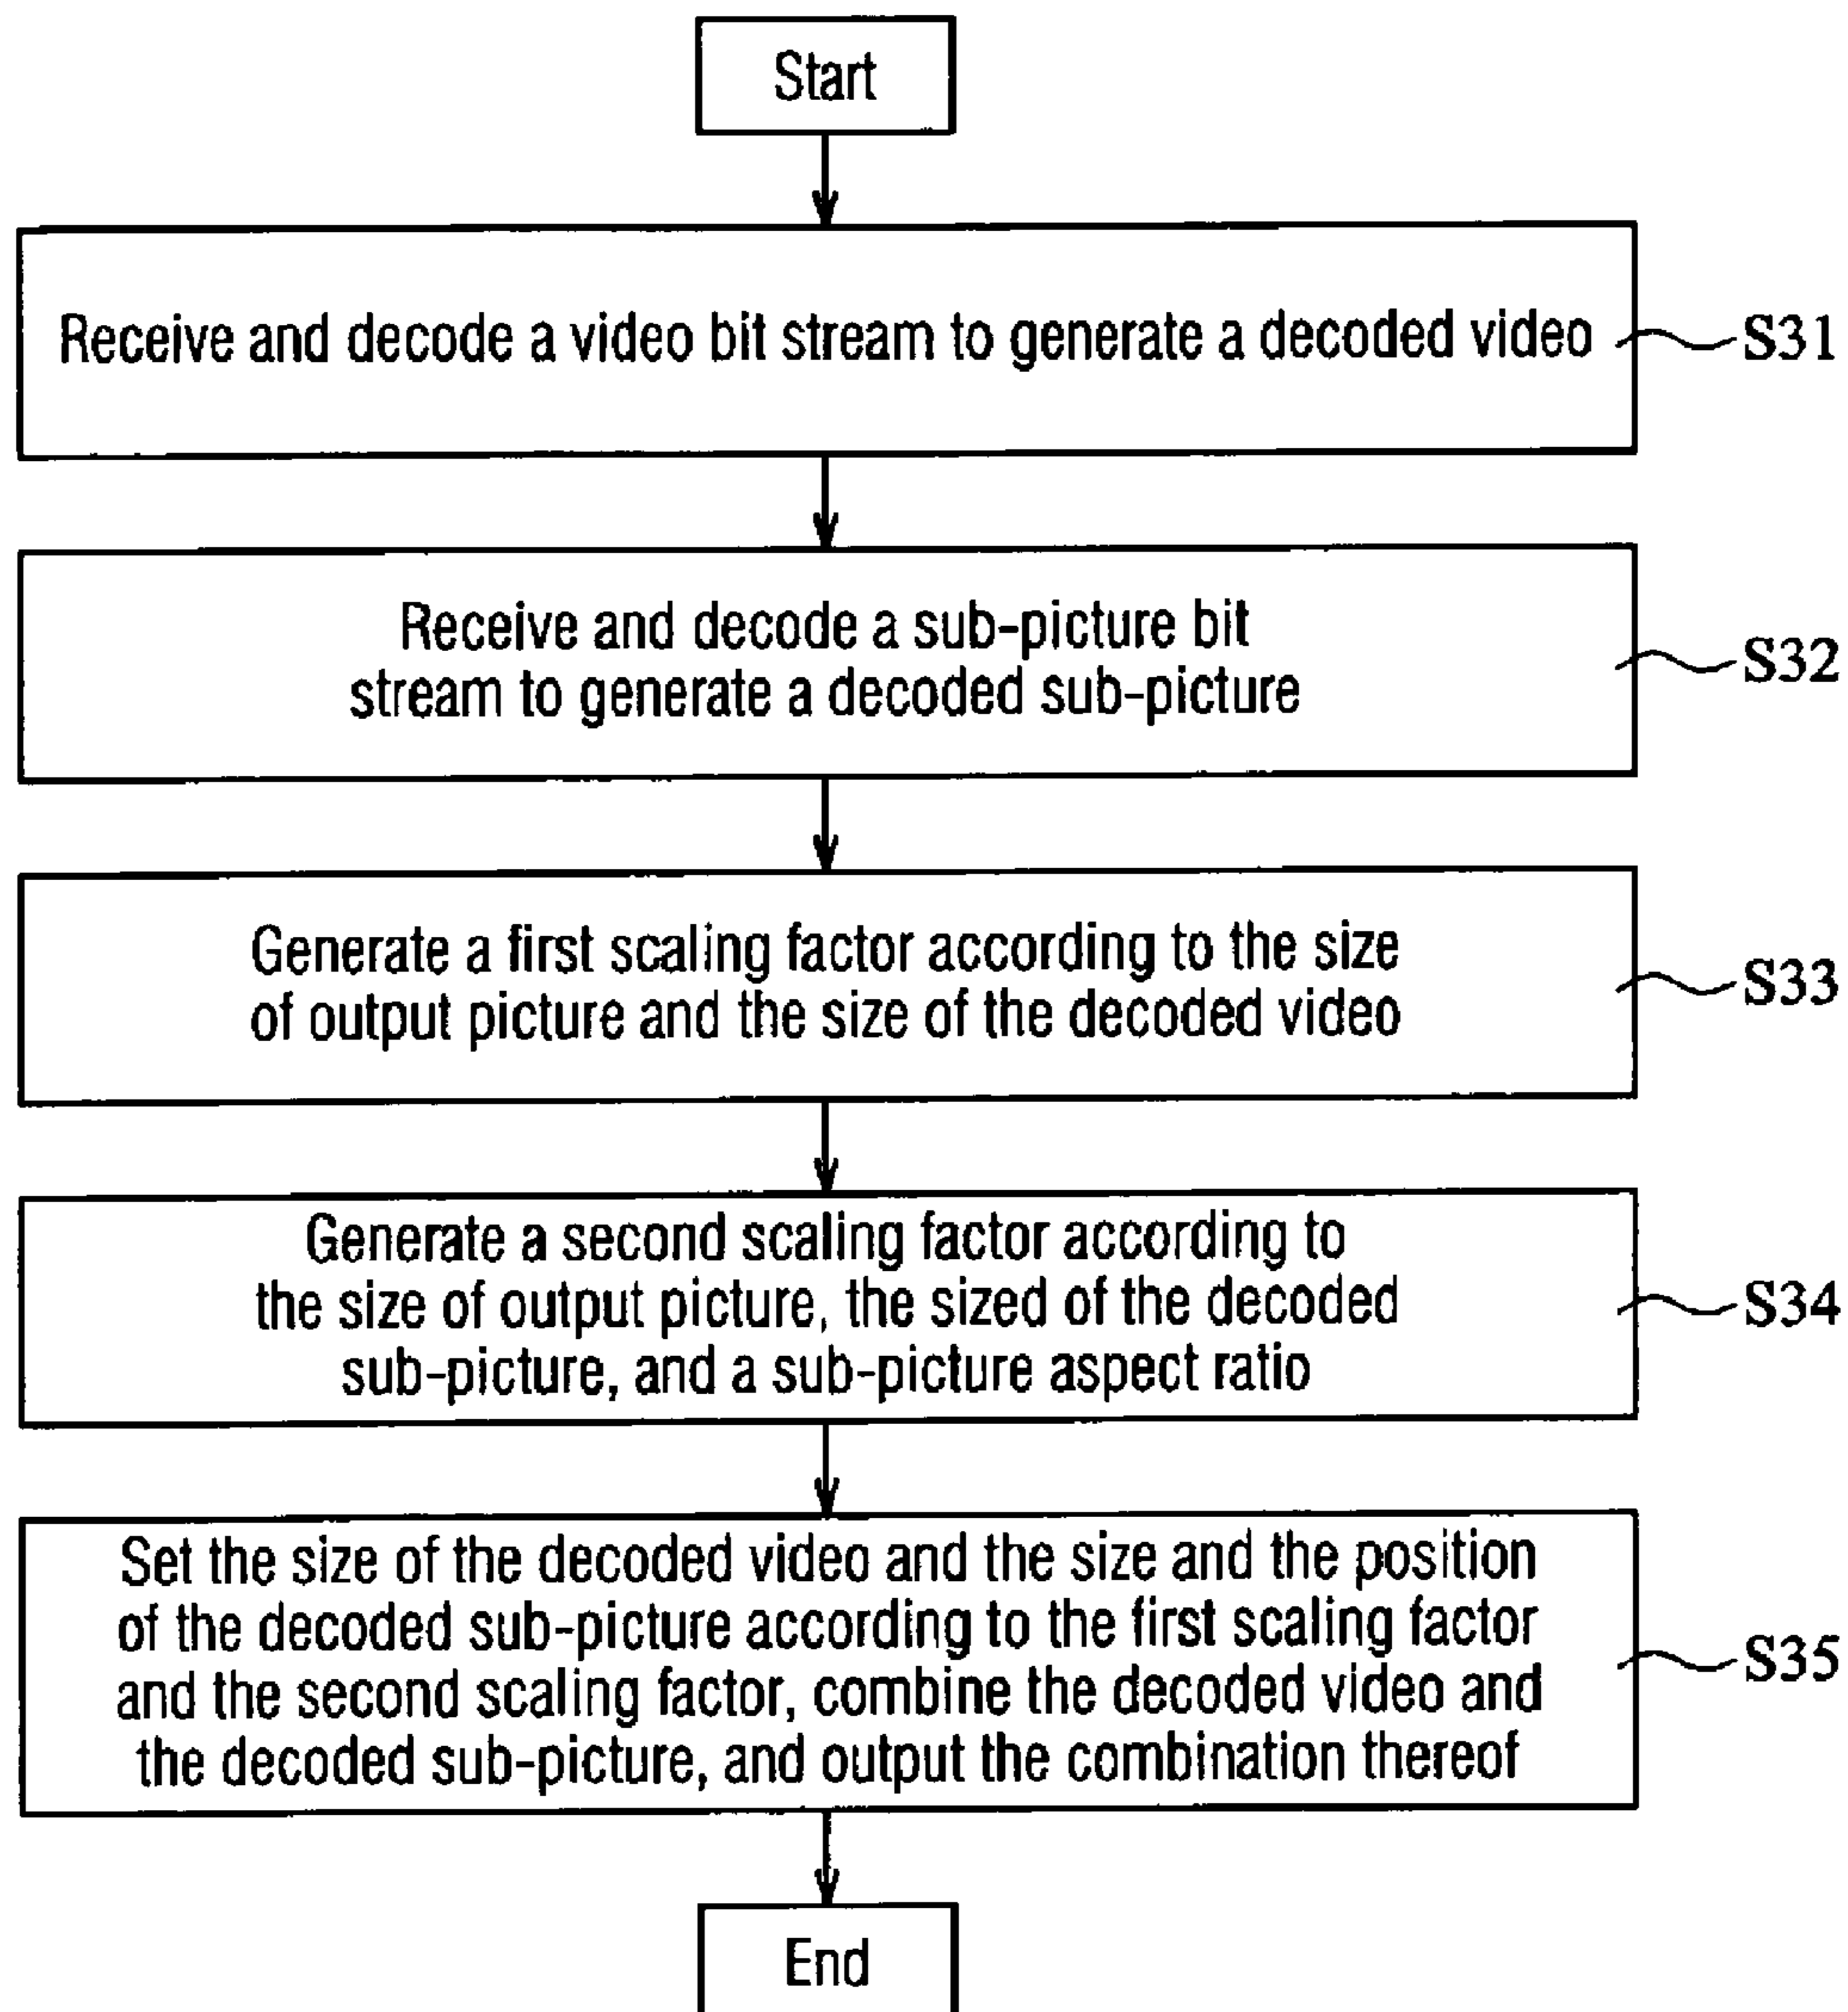 Start
Receive and decode a video bit stream to generate a decoded video
S31
Receive and decode a sub-picture bit
stream to generate a decoded sub-picture
S32
Generate a first scaling factor according to the size
of output picture and the size of the decoded video
S33
Generate a second scaling factor according to
the size of output picture, the sized of the decoded
sub-picture, and a sub-picture aspect ratio
S34
Set the size of the decoded video and the size and the position
of the decoded sub-picture according to the first scaling factor
and the second scaling factor, combine the decoded video and
the decoded sub-picture, and output the combination thereof
S35
End